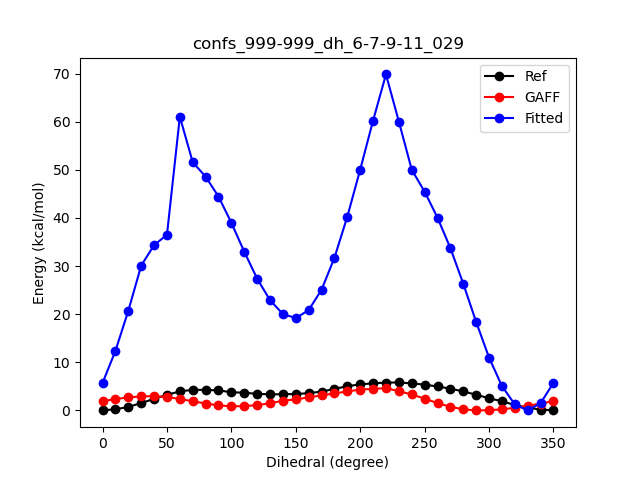 confs_999-999_dh_6-7-9-11_029
Ref
GAFF
Fitted
Energy (kcal/mol)
70
60
50
40
30
20
10
0
0
50
100
150
200
250
300
350
Dihedral (degree)